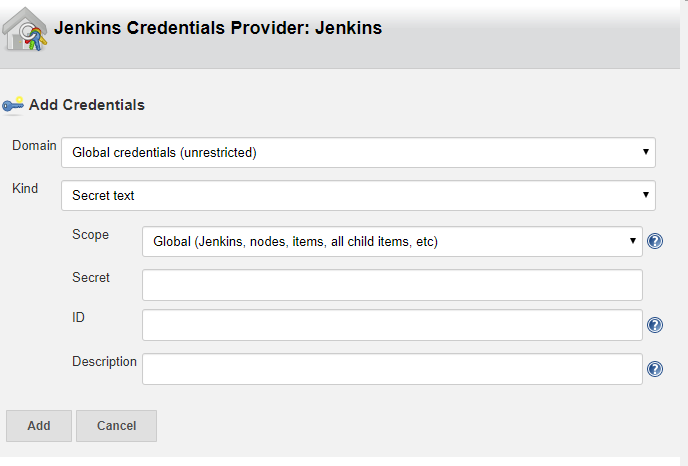 Jenkins Credentials Provider: Jenkins
Add Credentials
Domain Global credentials (unrestricted)
Kind Secret text
Scope Global (Jenkins, nodes, items, all child items, etc)
Secret
ID
Description
Add Cancel